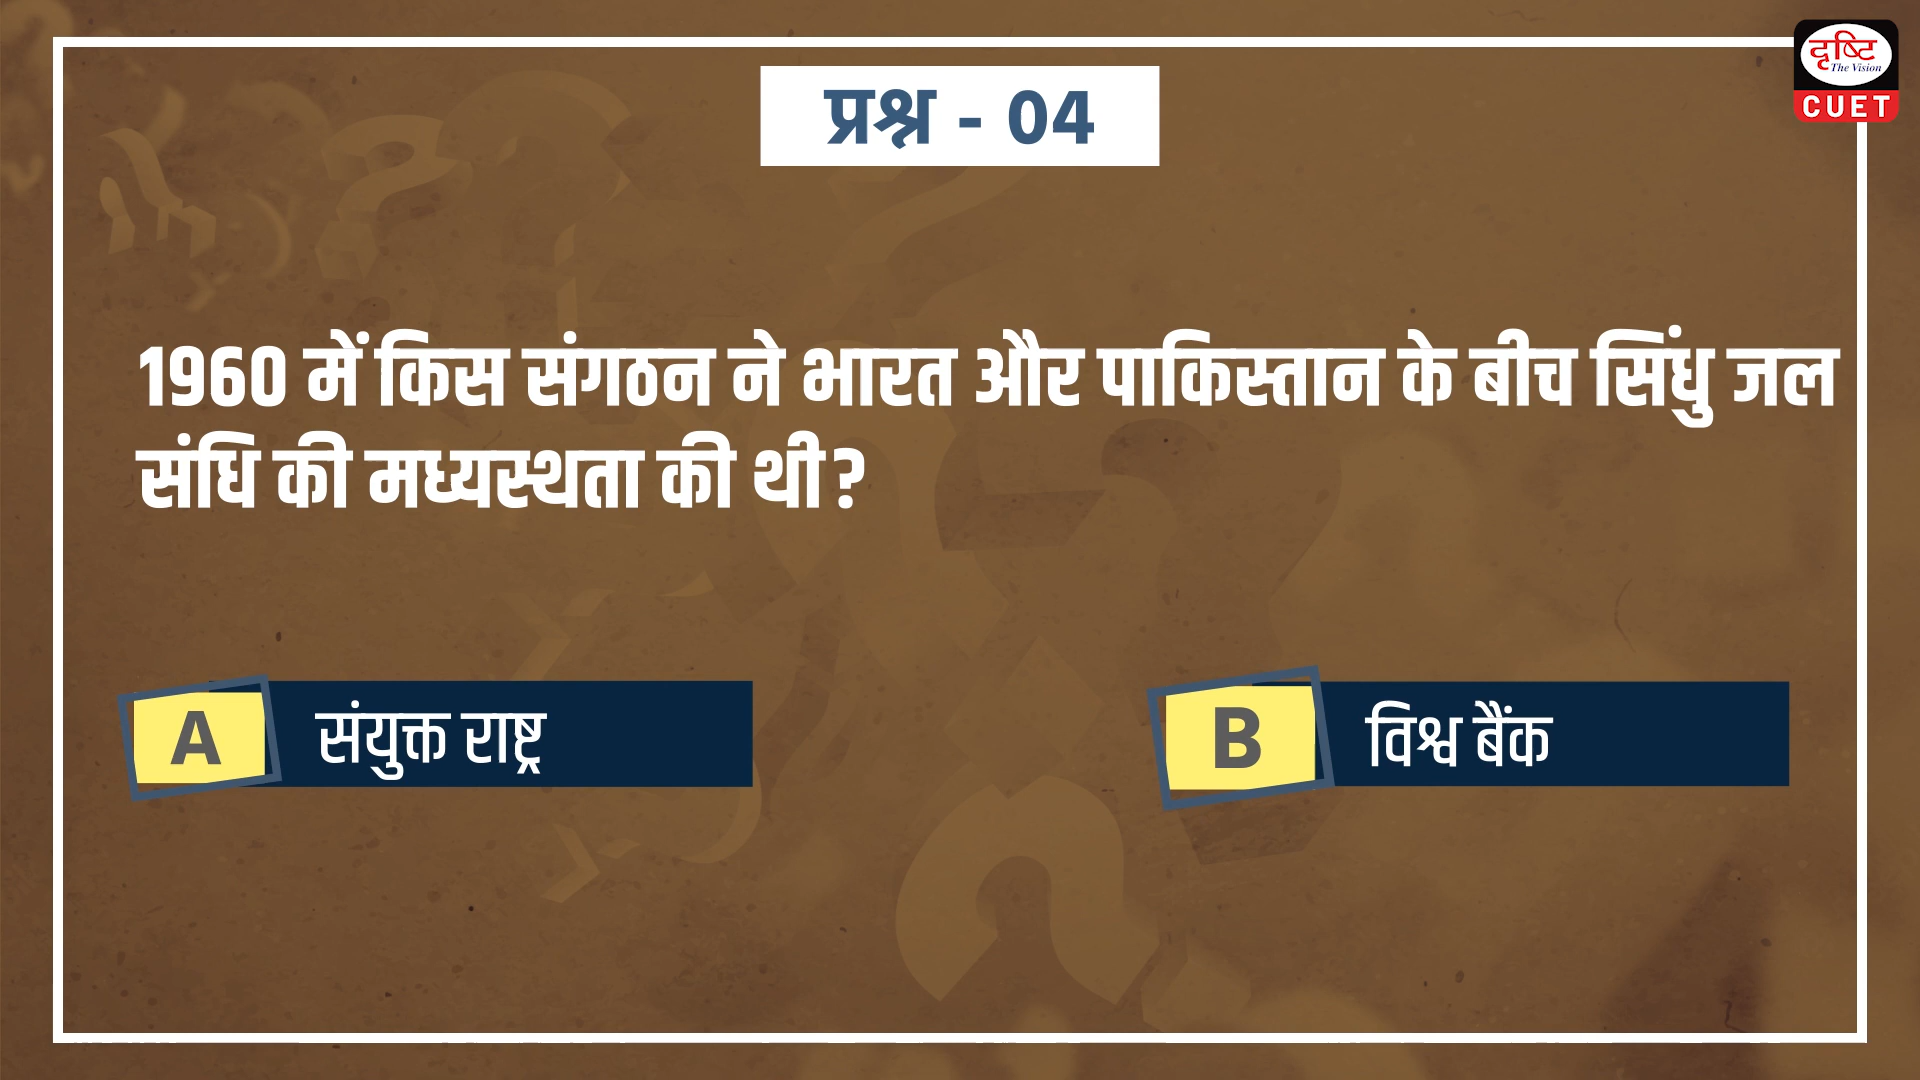 दृष्टि
The Vision
CUET
प्रश्न - 04
1960 में किस संगठन ने भारत और पाकिस्तान के बीच सिंधु जल
संधि की मध्यस्थता की थी?
A संयुक्त राष्ट्र
B विश्व बैंक